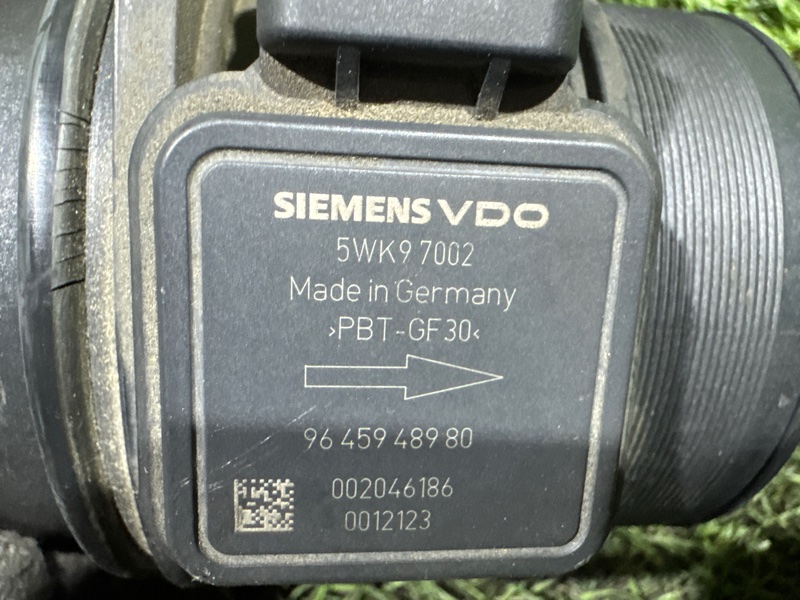 SIEMENS VDO
5WK9 7002
Made in Germany
›PBT-GF30‹
96 459 489 80
002046186
0012123